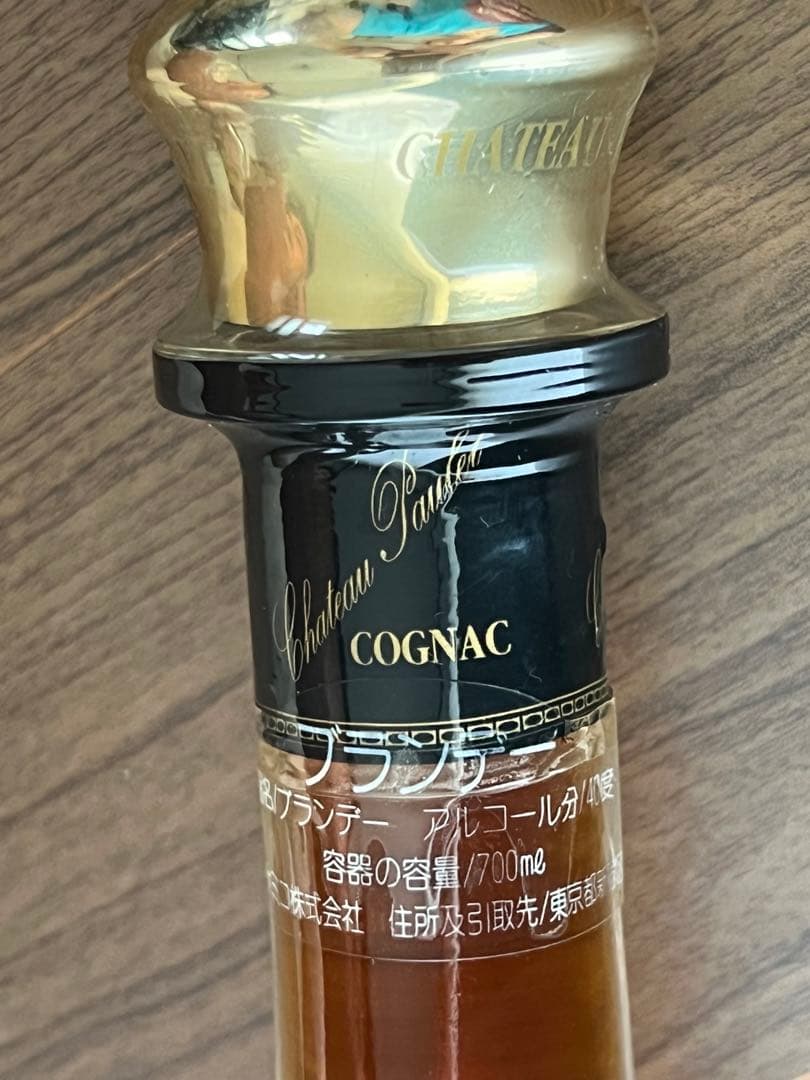 CHATEAU
Chateau Paulet
COGNAC
ブランデー
名/ブランデー アルコール分/40度
容器の容量/700mℓ
株式会社 住所及引取先/東京都